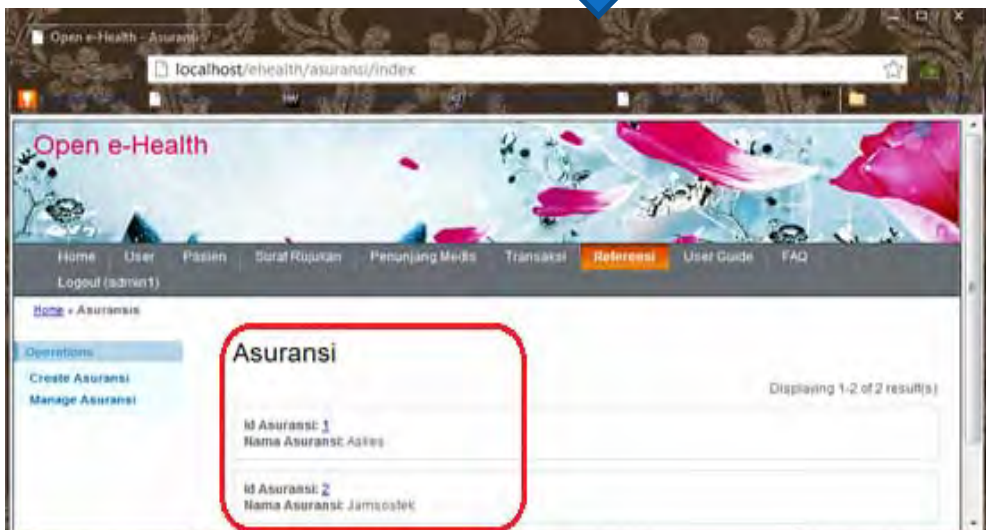 Open e-Health - Asuransi
localhost/ehealth/asuransi/index
Open e-Health
Home User Pasien Surat Rujukan Penunjang Medis Transaksi Referensi User Guide FAQ
Logout (admin1)
Home » Asuransis
Operations
Create Asuransi
Manage Asuransi
Asuransi
Displaying 1-2 of 2 result(s)
Id Asuransi: 1
Nama Asuransi: Askes
Id Asuransi: 2
Nama Asuransi: Jamsostek